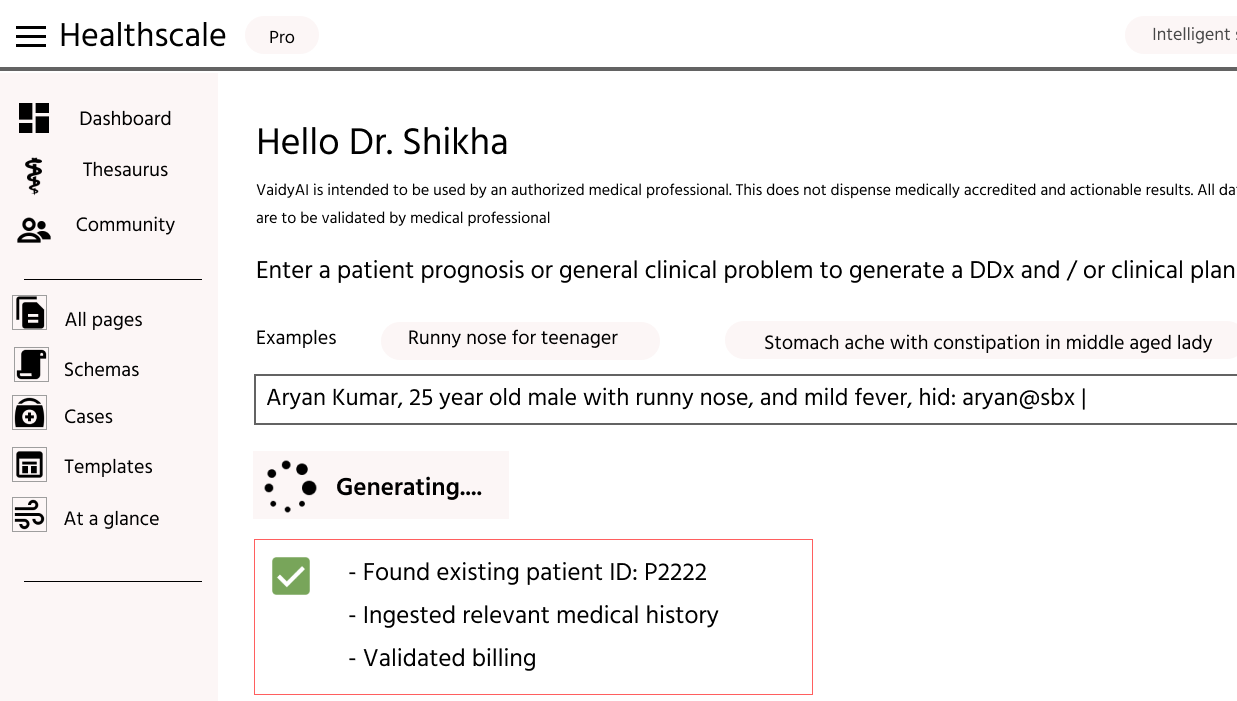 Healthscale
Pro
Intelligent
Dashboard
Thesaurus
Community
All pages
Schemas
Cases
Templates
At a glance
Hello Dr. Shikha
VaidyAI is intended to be used by an authorized medical professional. This does not dispense medically accredited and actionable results. All
are to be validated by medical professional
Enter a patient prognosis or general clinical problem to generate a DDx and / or clinical plan
Examples
Runny nose for teenager
Stomach ache with constipation in middle aged lady
Aryan Kumar, 25 year old male with runny nose, and mild fever, hid: aryan@sbx |
Generating....
- Found existing patient ID: P2222
- Ingested relevant medical history
- Validated billing